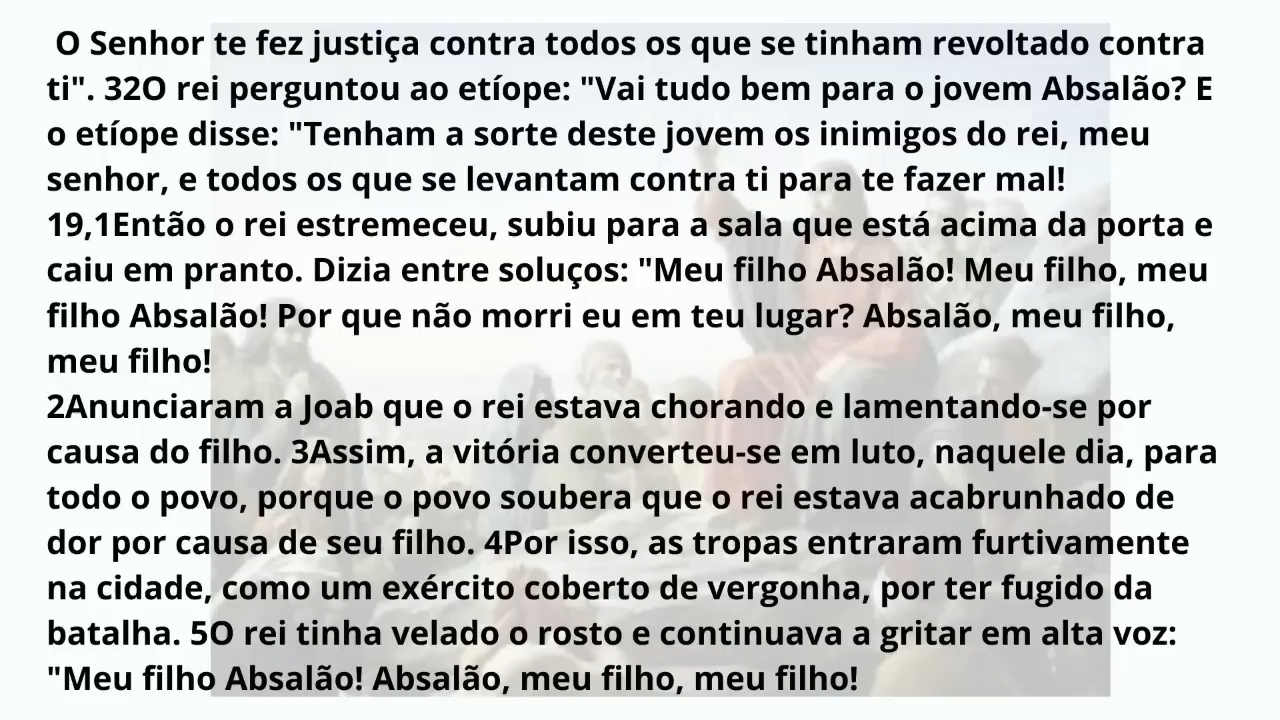 O Senhor te fez justiça contra todos os que se tinham revoltado contra
ti". 32O rei perguntou ao etíope: "Vai tudo bem para o jovem Absalão? E
o etíope disse: "Tenham a sorte deste jovem os inimigos do rei, meu
senhor, e todos os que se levantam contra ti para te fazer mal!
19,1Então o rei estremeceu, subiu para a sala que está acima da porta e
caiu em pranto. Dizia entre soluços: "Meu filho Absalão! Meu filho, meu
filho Absalão! Por que não morri eu em teu lugar? Absalão, meu filho,
meu filho!
2Anunciaram a Joab que o rei estava chorando e lamentando-se por
causa do filho. 3Assim, a vitória converteu-se em luto, naquele dia, para
todo o povo, porque o povo soubera que o rei estava acabrunhado de
dor por causa de seu filho. 4Por isso, as tropas entraram furtivamente
na cidade, como um exército coberto de vergonha, por ter fugido da
batalha. 5O rei tinha velado o rosto e continuava a gritar em alta voz:
"Meu filho Absalão! Absalão, meu filho, meu filho!